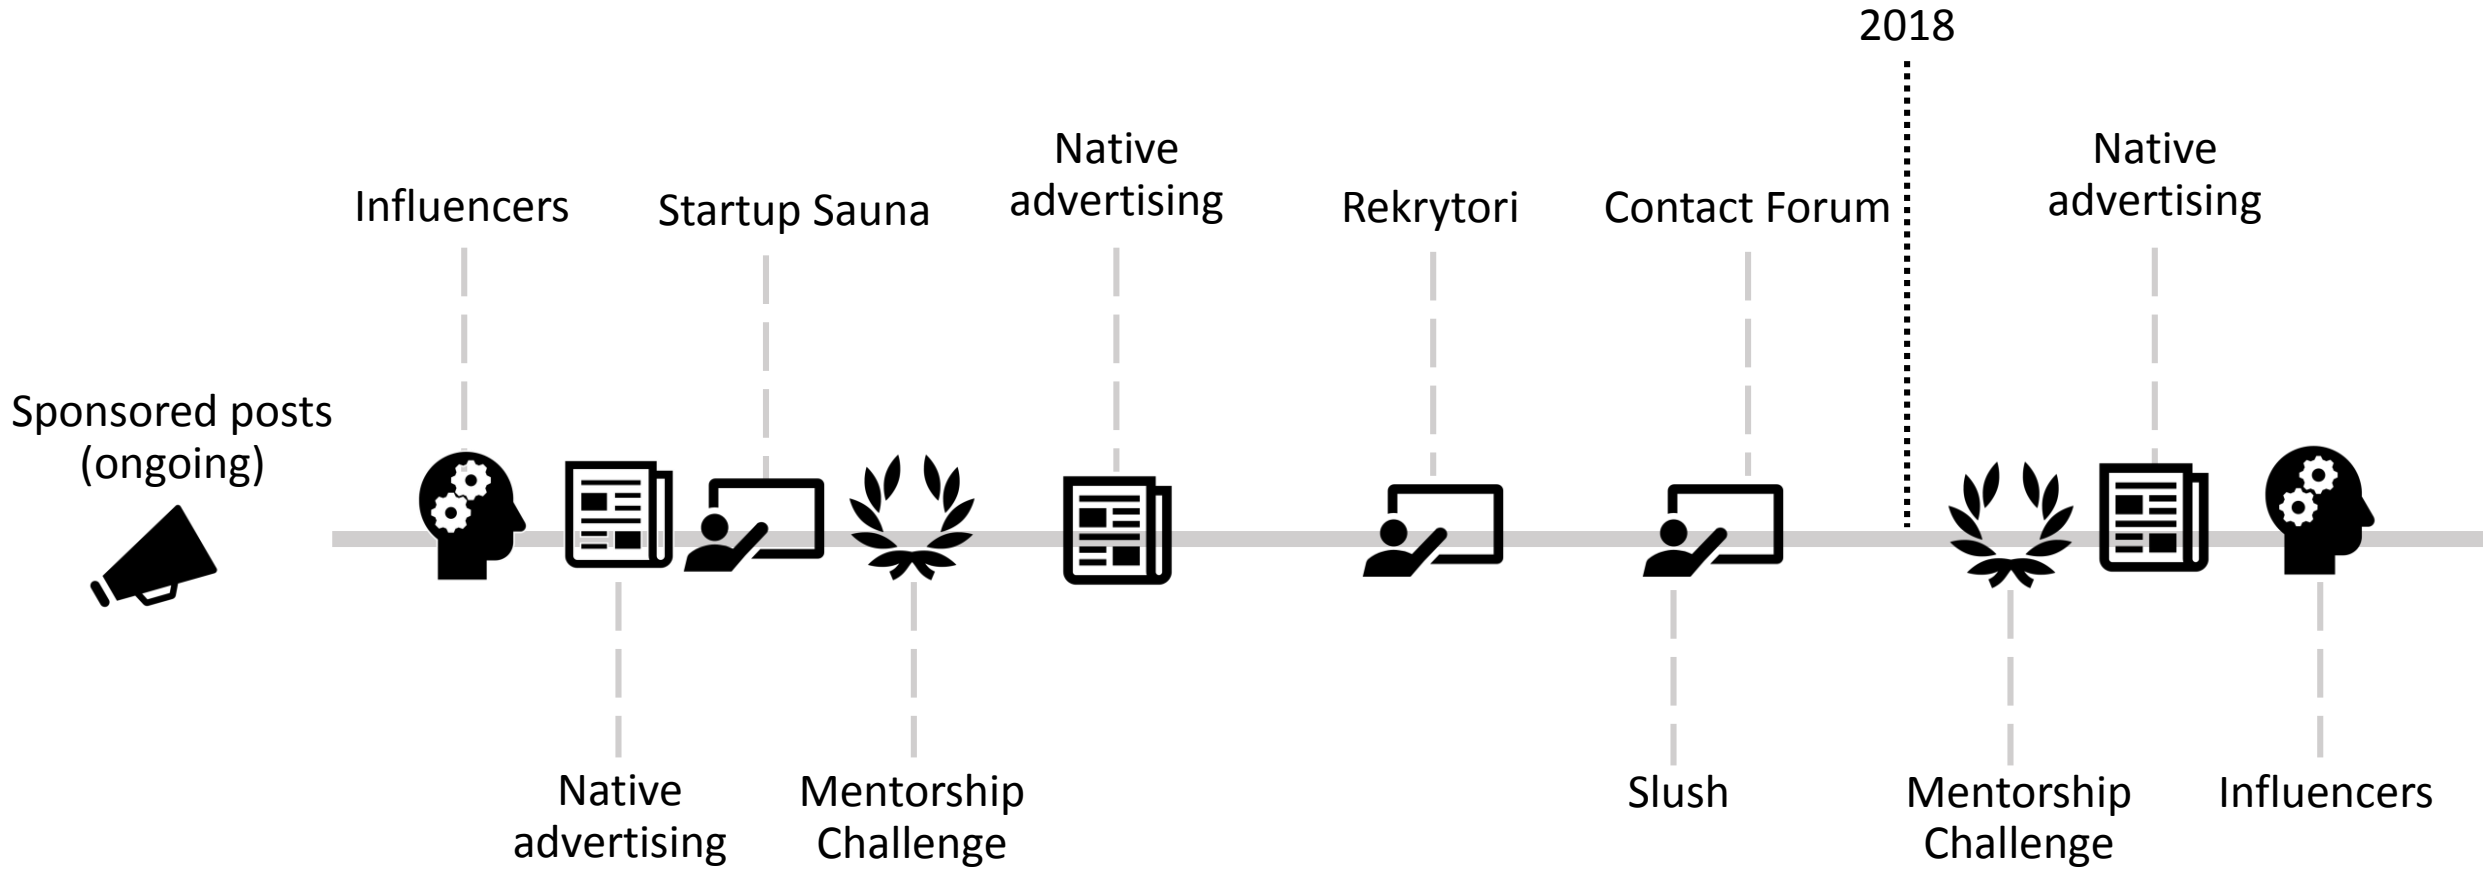 2018
Native
advertising
Native
advertising
Influencers
Startup Sauna
Rekrytori
Contact Forum
Sponsored posts
(ongoing)
Native
advertising
Mentorship
Challenge
Slush
Mentorship
Challenge
Influencers